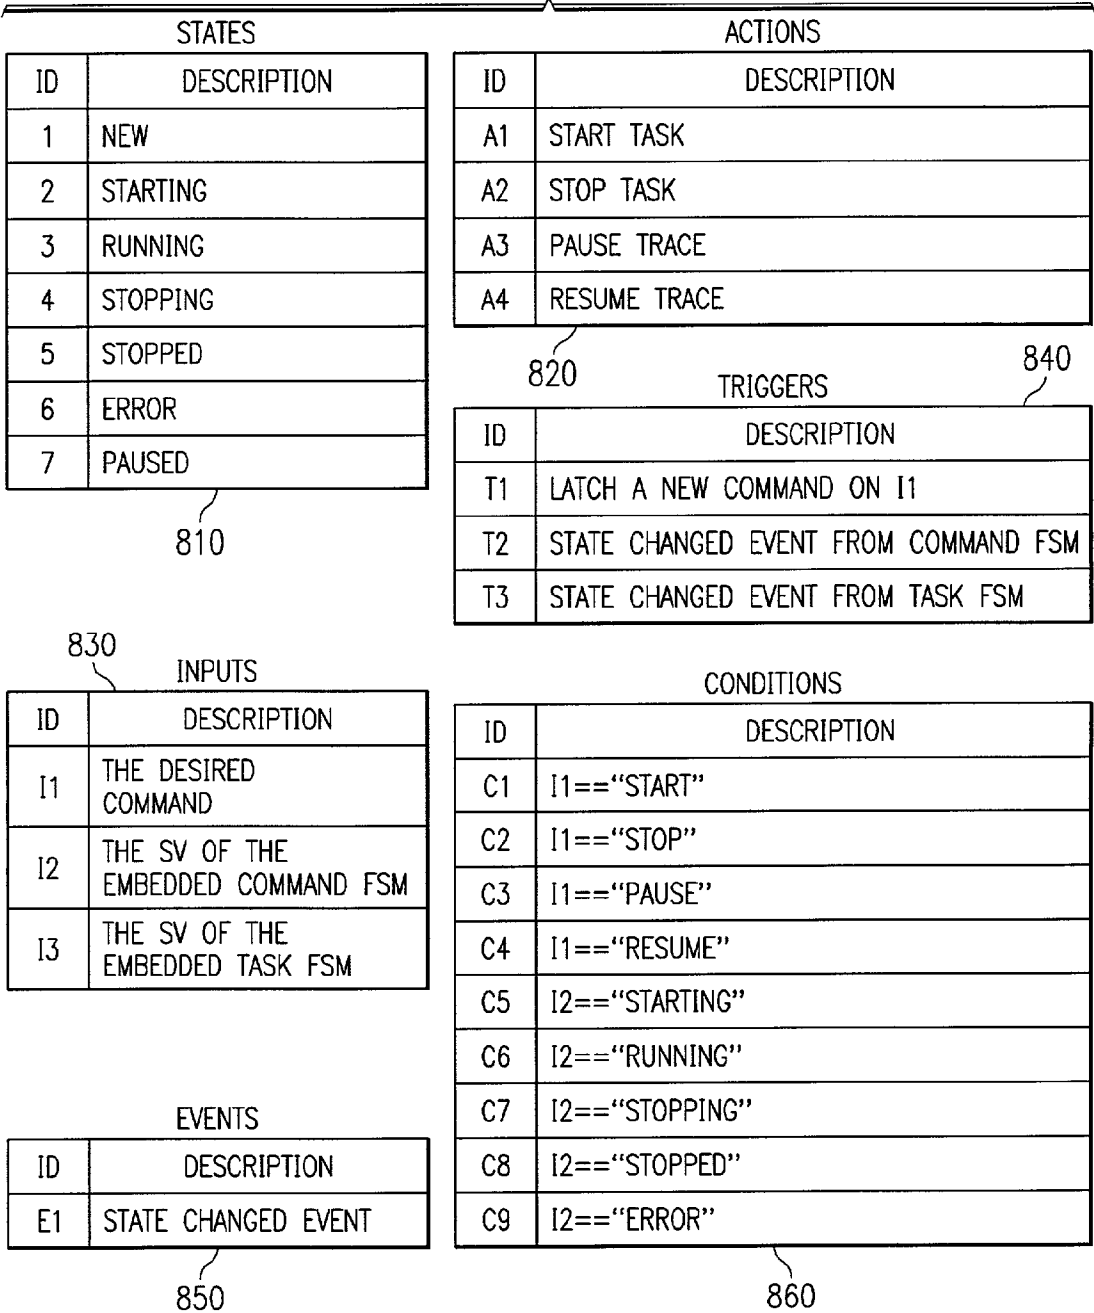 STATES
ID DESCRIPTION
1 NEW
2 STARTING
3 RUNNING
4 STOPPING
5 STOPPED
6 ERROR
7 PAUSED
810
ACTIONS
ID DESCRIPTION
A1 START TASK
A2 STOP TASK
A3 PAUSE TRACE
A4 RESUME TRACE
820
840
TRIGGERS
ID DESCRIPTION
T1 LATCH A NEW COMMAND ON I1
T2 STATE CHANGED EVENT FROM COMMAND FSM
T3 STATE CHANGED EVENT FROM TASK FSM
830
INPUTS
ID DESCRIPTION
I1 THE DESIRED
COMMAND
I2 THE SV OF THE
EMBEDDED COMMAND FSM
I3 THE SV OF THE
EMBEDDED TASK FSM
EVENTS
ID DESCRIPTION
E1 STATE CHANGED EVENT
850
CONDITIONS
ID DESCRIPTION
C1 I1==“START”
C2 I1==“STOP”
C3 I1==“PAUSE”
C4 I1==“RESUME”
C5 I2==“STARTING”
C6 I2==“RUNNING”
C7 I2==“STOPPING”
C8 I2==“STOPPED”
C9 I2==“ERROR”
860